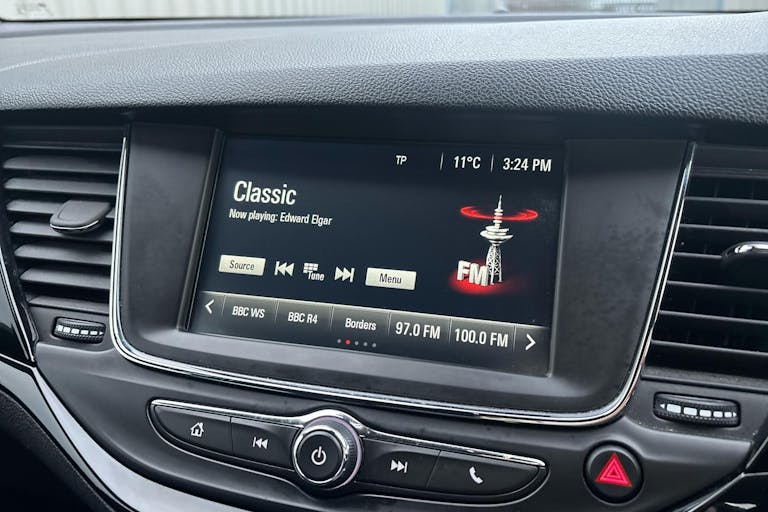 TP 11°C 3:24 PM
Classic
Now playing: Edward Elgar
FM
Source Tune Menu
BBC WS BBC R4 Borders 97.0 FM 100.0 FM